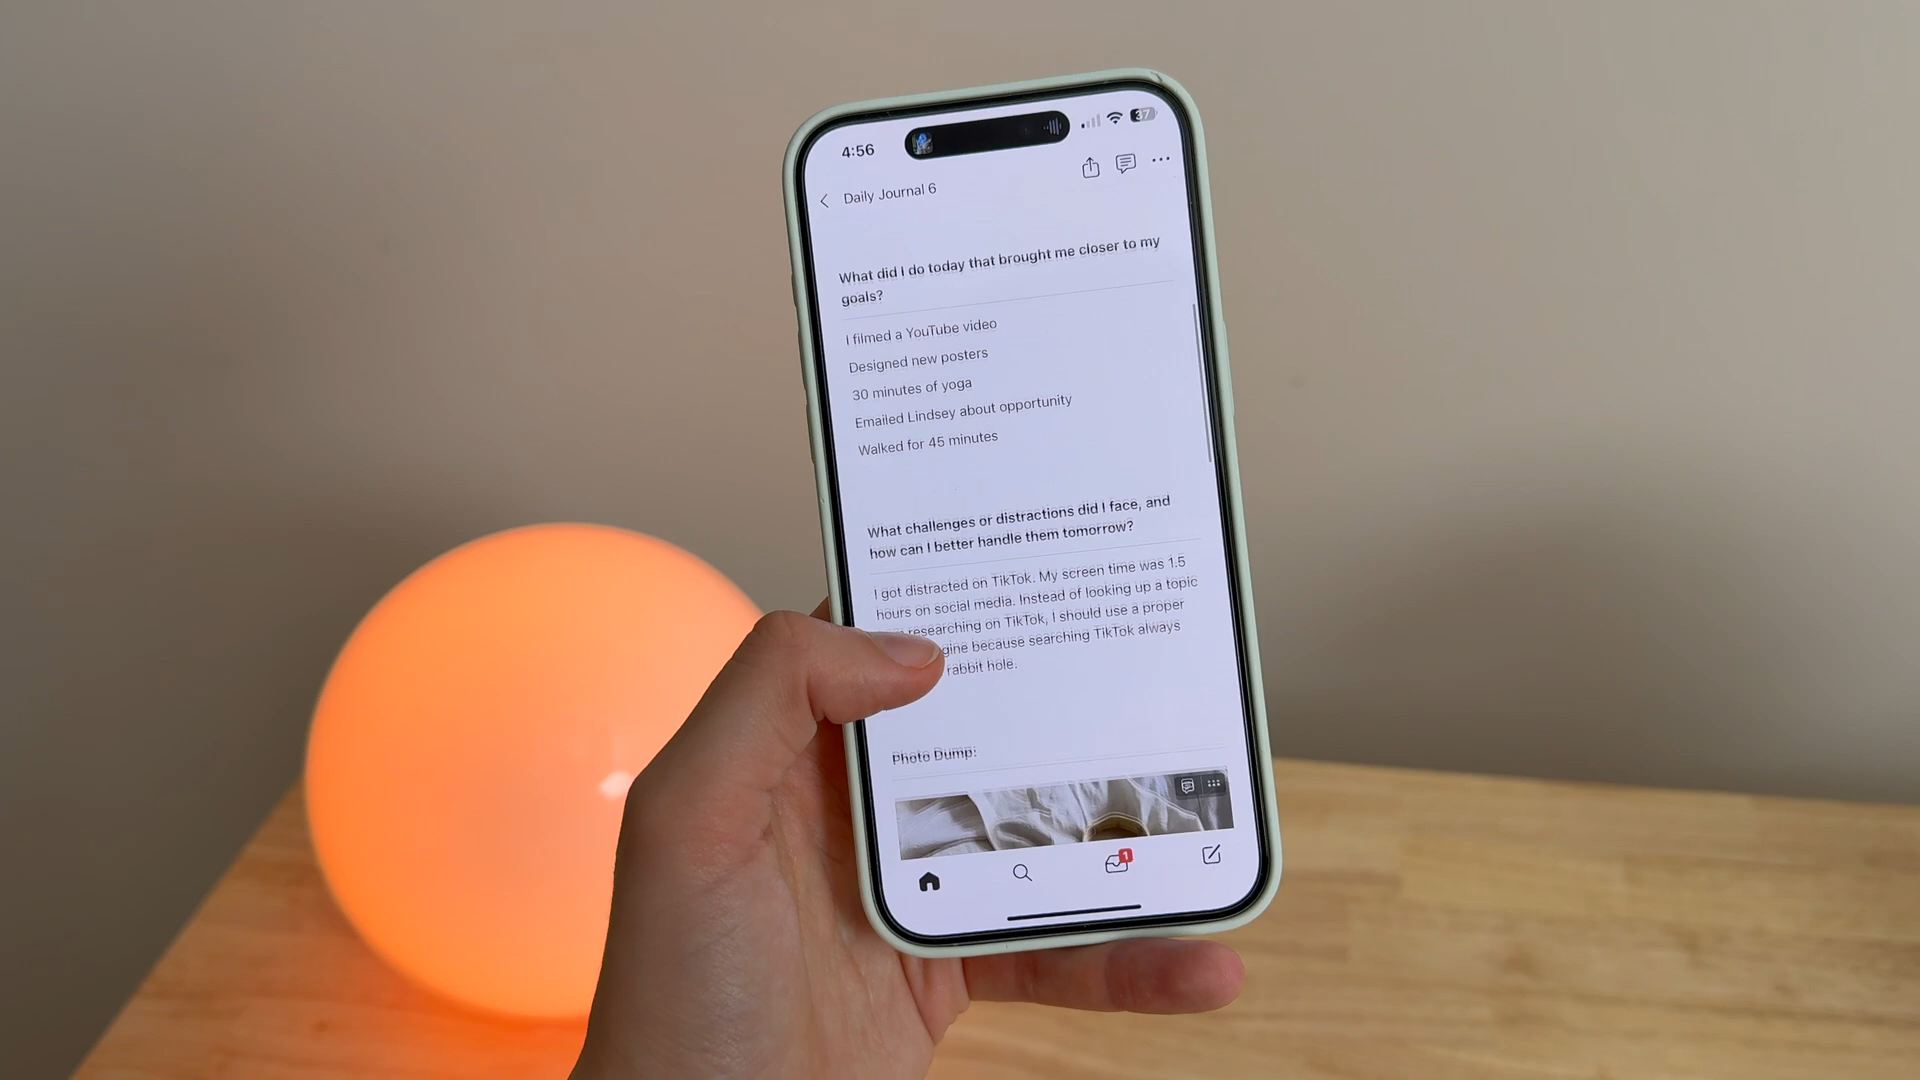 4:56
37
Daily Journal 6
What did I do today that brought me closer to my
goals?
I filmed a YouTube video
Designed new posters
30 minutes of yoga
Emailed Lindsey about opportunity
Walked for 45 minutes
What challenges or distractions did I face, and
how can I better handle them tomorrow?
I got distracted on TikTok. My screen time was 1.5
hours on social media. Instead of looking up a topic
researching on TikTok, I should use a proper
because searching TikTok always
rabbit hole.
Photo Dump:
1